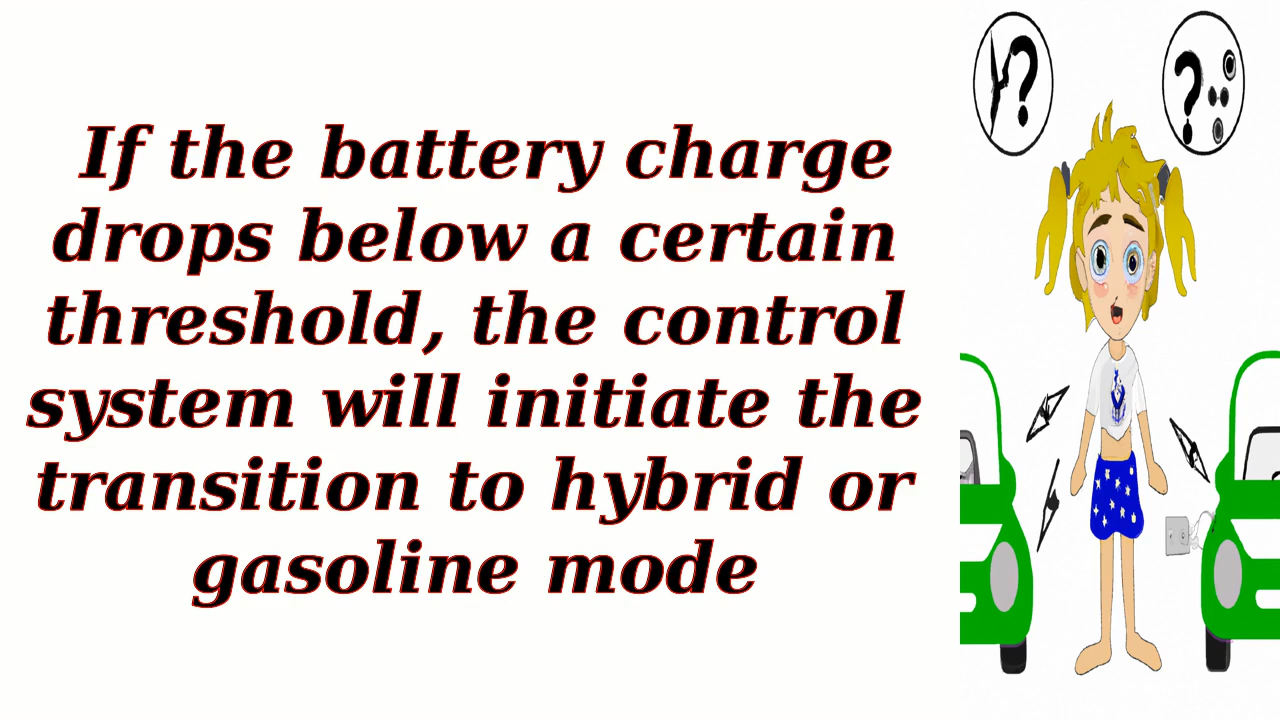 If the battery charge
drops below a certain
threshold, the control
system will initiate the
transition to hybrid or
gasoline mode
? ?